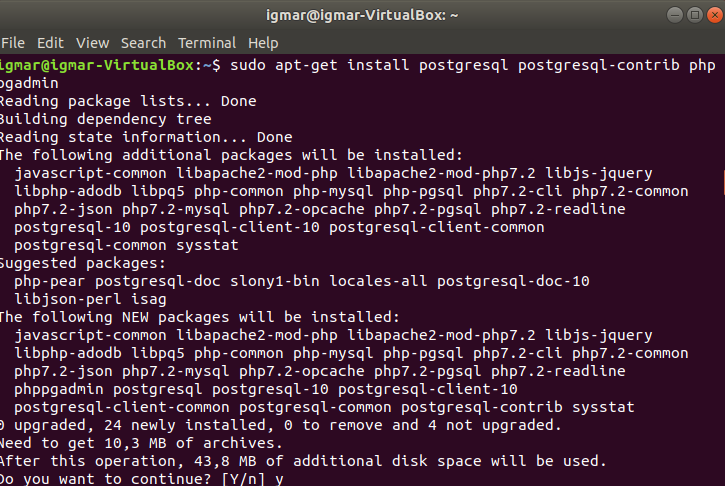 igmar@igmar-VirtualBox: ~
File Edit View Search Terminal Help
igmar@igmar-VirtualBox:~$ sudo apt-get install postgresql postgresql-contrib php
pgadmin
Reading package lists... Done
Building dependency tree
Reading state information... Done
The following additional packages will be installed:
javascript-common libapache2-mod-php libapache2-mod-php7.2 libjs-jquery
libphp-adodb libpq5 php-common php-mysql php-pgsql php7.2-cli php7.2-common
php7.2-json php7.2-mysql php7.2-opcache php7.2-pgsql php7.2-readline
postgresql-10 postgresql-client-10 postgresql-client-common
postgresql-common sysstat
Suggested packages:
php-pear postgresql-doc slony1-bin locales-all postgresql-doc-10
libjson-perl isag
The following NEW packages will be installed:
javascript-common libapache2-mod-php libapache2-mod-php7.2 libjs-jquery
libphp-adodb libpq5 php-common php-mysql php-pgsql php7.2-cli php7.2-common
php7.2-json php7.2-mysql php7.2-opcache php7.2-pgsql php7.2-readline
phppgadmin postgresql postgresql-10 postgresql-client-10
postgresql-client-common postgresql-common postgresql-contrib sysstat
0 upgraded, 24 newly installed, 0 to remove and 4 not upgraded.
Need to get 10,3 MB of archives.
After this operation, 43,8 MB of additional disk space will be used.
Do you want to continue? [Y/n] y